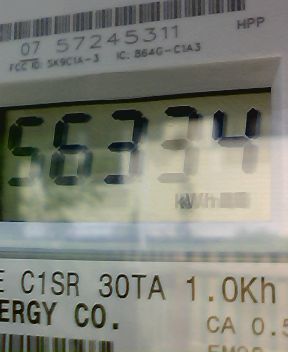 HPP
07 57245311
FCC ID: SK9C1A-3 IC: 864G-C1A3
56334
kWh
E C1SR 30TA 1.0Kh
ERGY CO.
CA 0.5